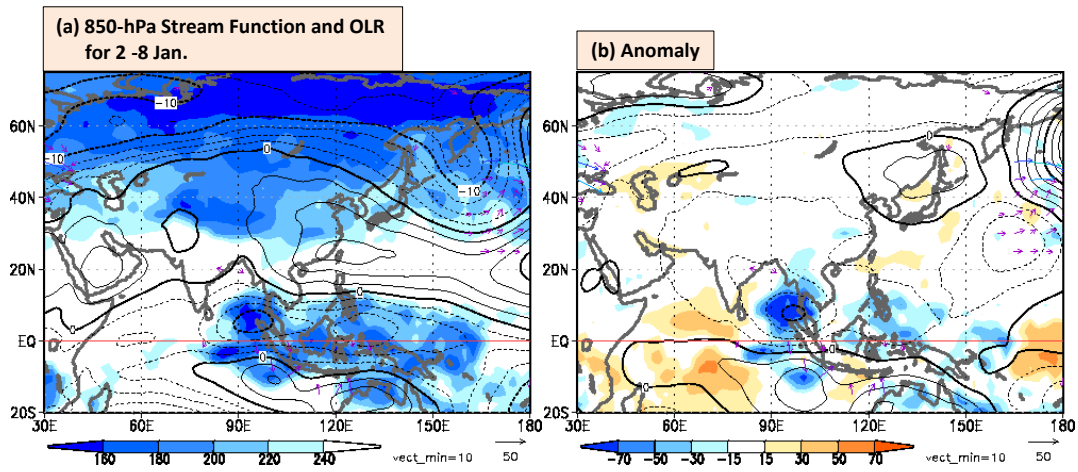 (a) 850-hPa Stream Function and OLR
for 2 -8 Jan.
(b) Anomaly
60N
40N
20N
EQ
20S
30E 60E 90E 120E 150E 180
-10
-10
0
-10
0
0
0
160 180 200 220 240
vect_min=10 50
60N
40N
20N
EQ
20S
30E 60E 90E 120E 150E 180
0
0
0
0
-70 -50 -30 -15 15 30 50 70
vect_min=10 50